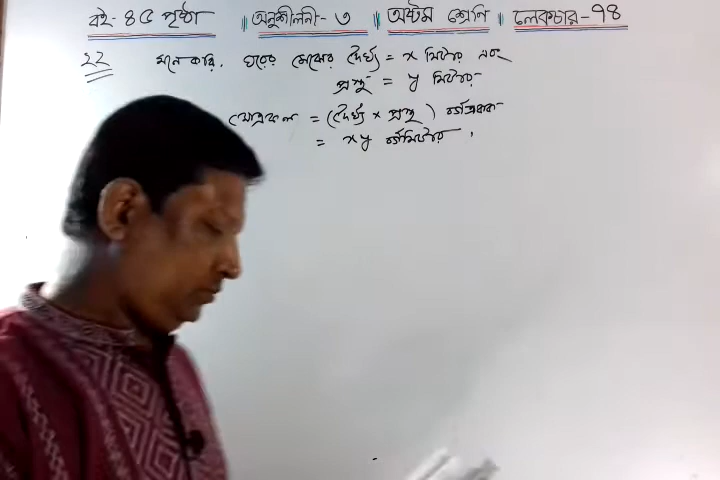 বই- ৪৫ পৃষ্ঠা ॥ অনুশীলনী- ৩ ॥ অষ্টম শ্রেণি ॥ লেকচার-৭৪
২২ মনে করি, ঘরের মেঝের দৈর্ঘ্য = x মিটার এবং
প্রস্থ = y মিটার
ক্ষেত্রফল = (দৈর্ঘ্য × প্রস্থ) বর্গএকক
= xy বর্গমিটার,